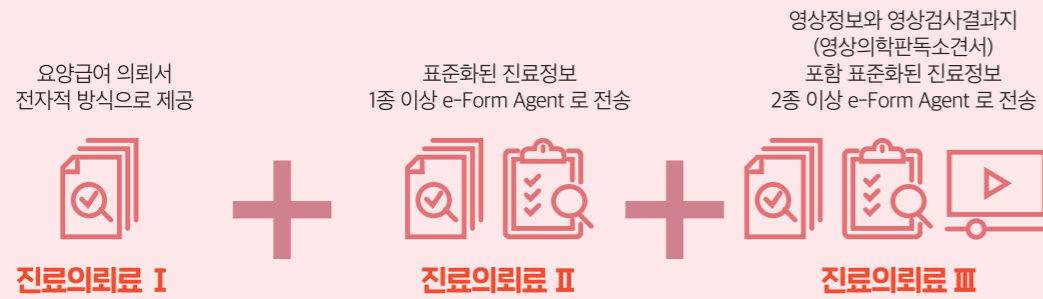 요양급여 의뢰서
전자적 방식으로 제공
진료의뢰료 Ⅰ
표준화된 진료정보
1종 이상 e-Form Agent 로 전송
진료의뢰료 Ⅱ
영상정보와 영상검사결과지
(영상의학판독소견서)
포함 표준화된 진료정보
2종 이상 e-Form Agent 로 전송
진료의뢰료 Ⅲ